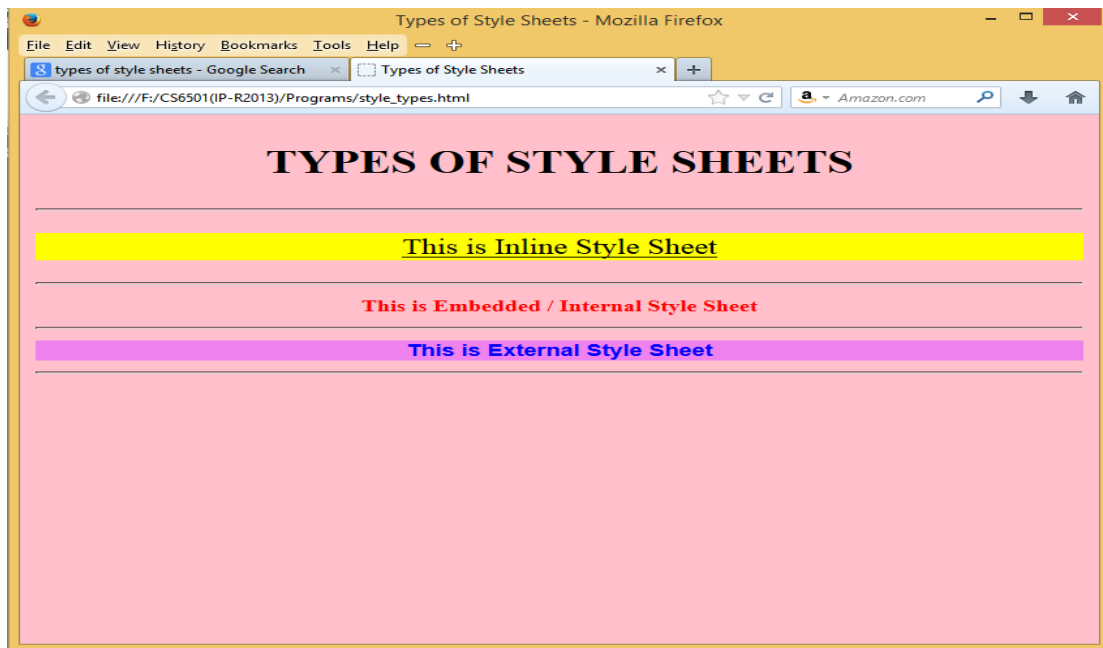 Types of Style Sheets - Mozilla Firefox
File Edit View History Bookmarks Tools Help
types of style sheets - Google Search
Types of Style Sheets
file:///F:/CS6501(IP-R2013)/Programs/style_types.html
Amazon.com
TYPES OF STYLE SHEETS
This is Inline Style Sheet
This is Embedded / Internal Style Sheet
This is External Style Sheet